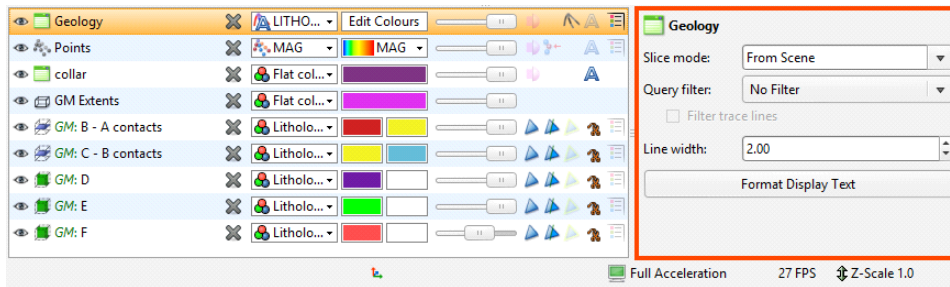 Geology LITHO... Edit Colours
Points MAG MAG
collar Flat col...
GM Extents Flat col...
GM: B - A contacts Litholo...
GM: C - B contacts Litholo...
GM: D Litholo...
GM: E Litholo...
GM: F Litholo...
Geology
Slice mode: From Scene
Query filter: No Filter
Filter trace lines
Line width: 2.00
Format Display Text
Full Acceleration 27 FPS Z-Scale 1.0